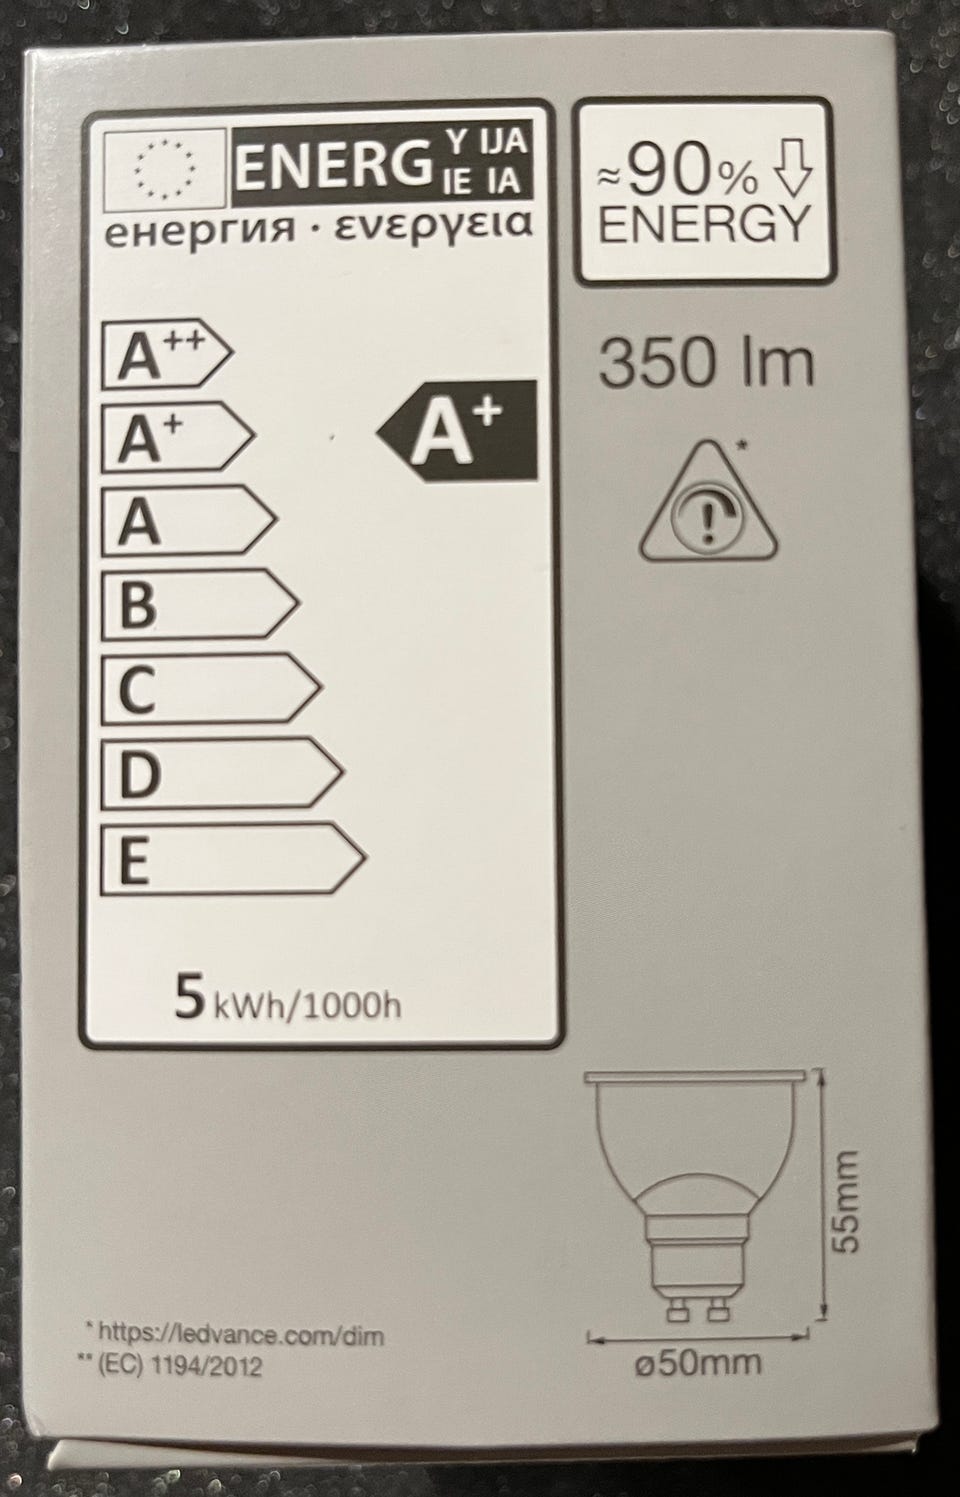 ENERG Y IJA
IE IA
енергия · ενεργεια
A++
A+
A
B
C
D
E
A+
5 kWh/1000h
≈90%
ENERGY
350 lm
*
!
55mm
ø50mm
* https://ledvance.com/dim
** (EC) 1194/2012